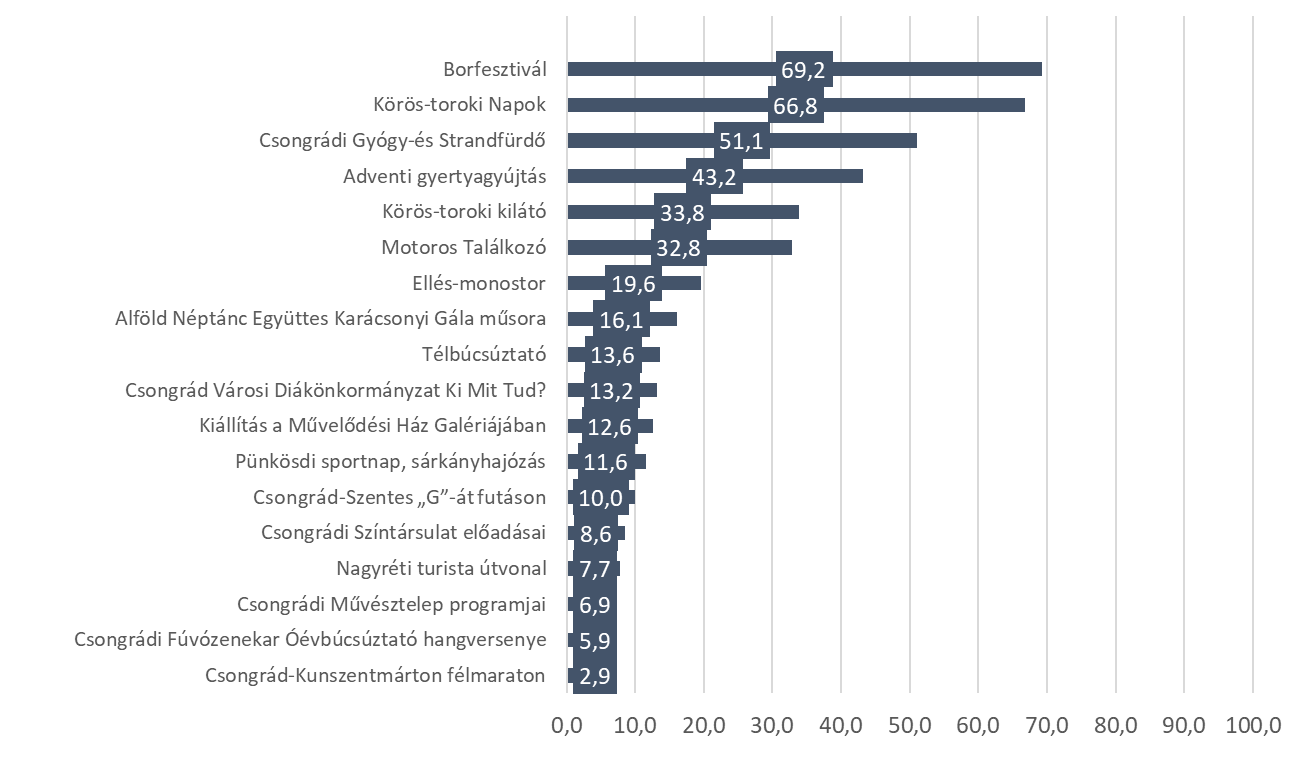 Borfesztivál 69,2
Körös-toroki Napok 66,8
Csongrádi Gyógy-és Strandfürdő 51,1
Adventi gyertyagyújtás 43,2
Körös-toroki kilátó 33,8
Motoros Találkozó 32,8
Ellés-monostor 19,6
Alföld Néptánc Együttes Karácsonyi Gála műsora 16,1
Télbúcsúztató 13,6
Csongrád Városi Diákönkormányzat Ki Mit Tud? 13,2
Kiállítás a Művelődési Ház Galériájában 12,6
Pünkösdi sportnap, sárkányhajózás 11,6
Csongrád-Szentes „G”-át futáson 10,0
Csongrádi Színtársulat előadásai 8,6
Nagyréti turista útvonal 7,7
Csongrádi Művésztelep programjai 6,9
Csongrádi Fúvózenekar Óévbúcsúztató hangversenye 5,9
Csongrád-Kunszentmárton félmaraton 2,9
0,0 10,0 20,0 30,0 40,0 50,0 60,0 70,0 80,0 90,0 100,0